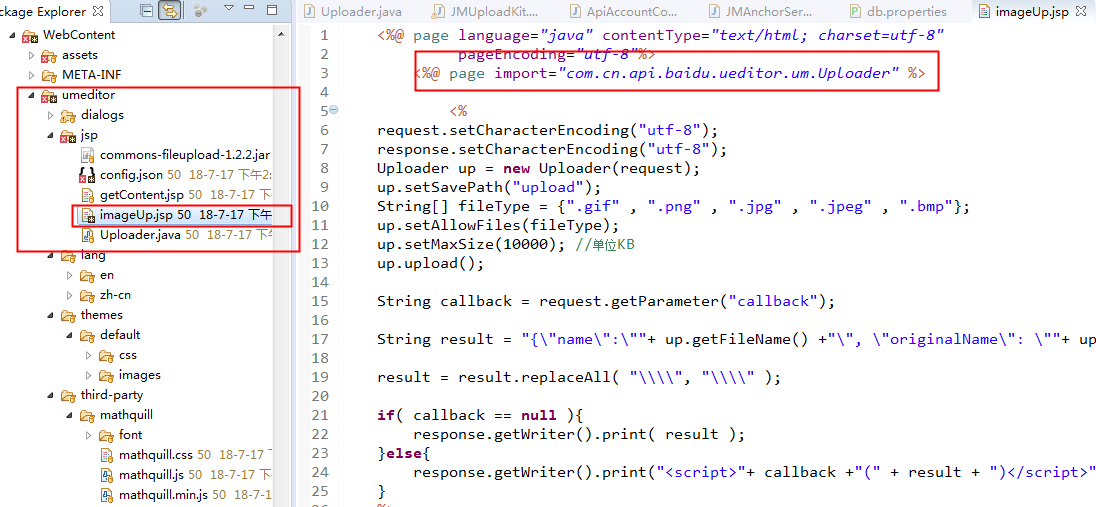 ckage Explorer
WebContent
assets
META-INF
umeditor
dialogs
jsp
commons-fileupload-1.2.2.jar
config.json 50 18-7-17 下午2:
getContent.jsp 50 18-7-17 下午
imageUp.jsp 50 18-7-17 下午
Uploader.java 50 18-7-17 下午
lang
en
zh-cn
themes
default
css
images
third-party
mathquill
font
mathquill.css 50 18-7-17 下
mathquill.js 50 18-7-17 下午
mathquill.min.js 50 18-7-1
Uploader.java
JMUploadKit....
ApiAccountCo...
JMAnchorSer...
db.properties
imageUp.jsp
1 <%@ page language="java" contentType="text/html; charset=utf-8"
2 pageEncoding="utf-8"%>
3 <%@ page import="com.cn.api.baidu.ueditor.um.Uploader" %>
4
5 <%
6 request.setCharacterEncoding("utf-8");
7 response.setCharacterEncoding("utf-8");
8 Uploader up = new Uploader(request);
9 up.setSavePath("upload");
10 String[] fileType = {".gif" , ".png" , ".jpg" , ".jpeg" , ".bmp"};
11 up.setAllowFiles(fileType);
12 up.setMaxSize(10000); //单位KB
13 up.upload();
14
15 String callback = request.getParameter("callback");
16
17 String result = "{\"name\":\""+ up.getFileName() +"\", \"originalName\": \""+ up
18
19 result = result.replaceAll( "\\\\", "\\\\" );
20
21 if( callback == null ){
22 response.getWriter().print( result );
23 }else{
24 response.getWriter().print("<script>"+ callback +"(" + result + ")</script>"
25 }